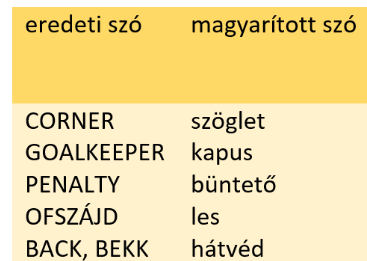 eredeti szó magyarított szó
CORNER szöglet
GOALKEEPER kapus
PENALTY büntető
OFSZÁJD les
BACK, BEKK hátvéd